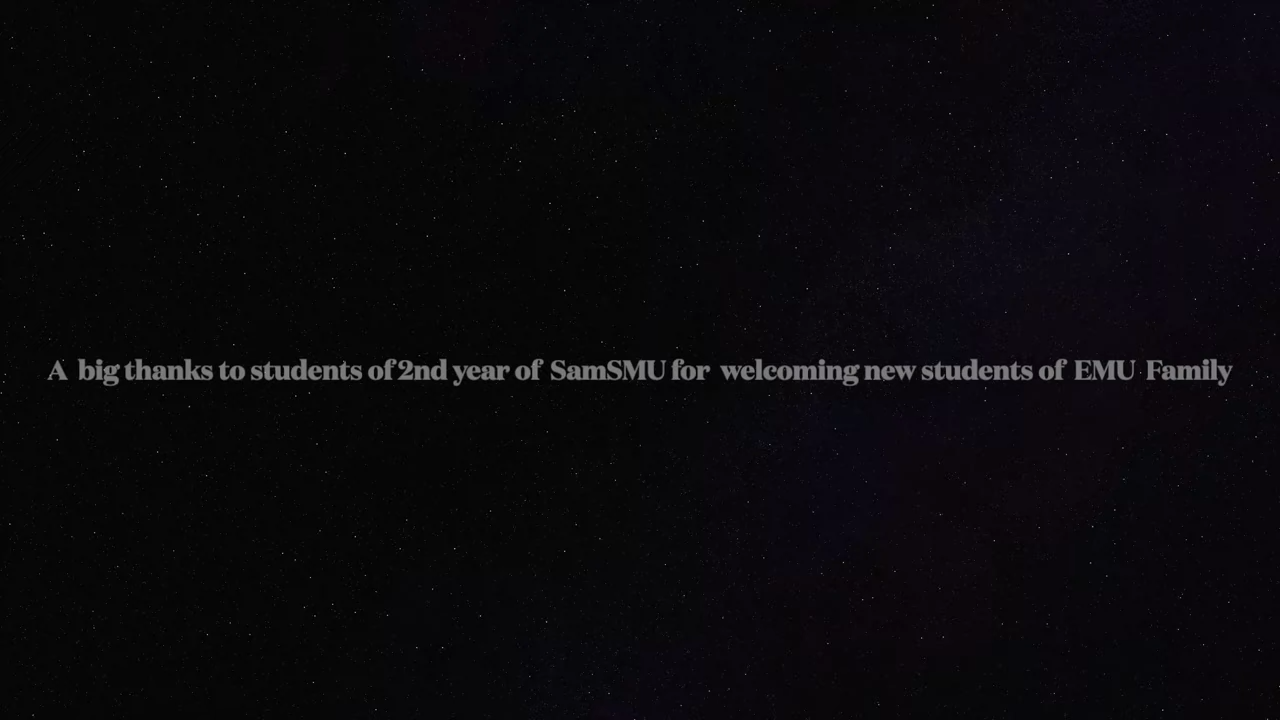 A big thanks to students of 2nd year of SamSMU for welcoming new students of EMU Family